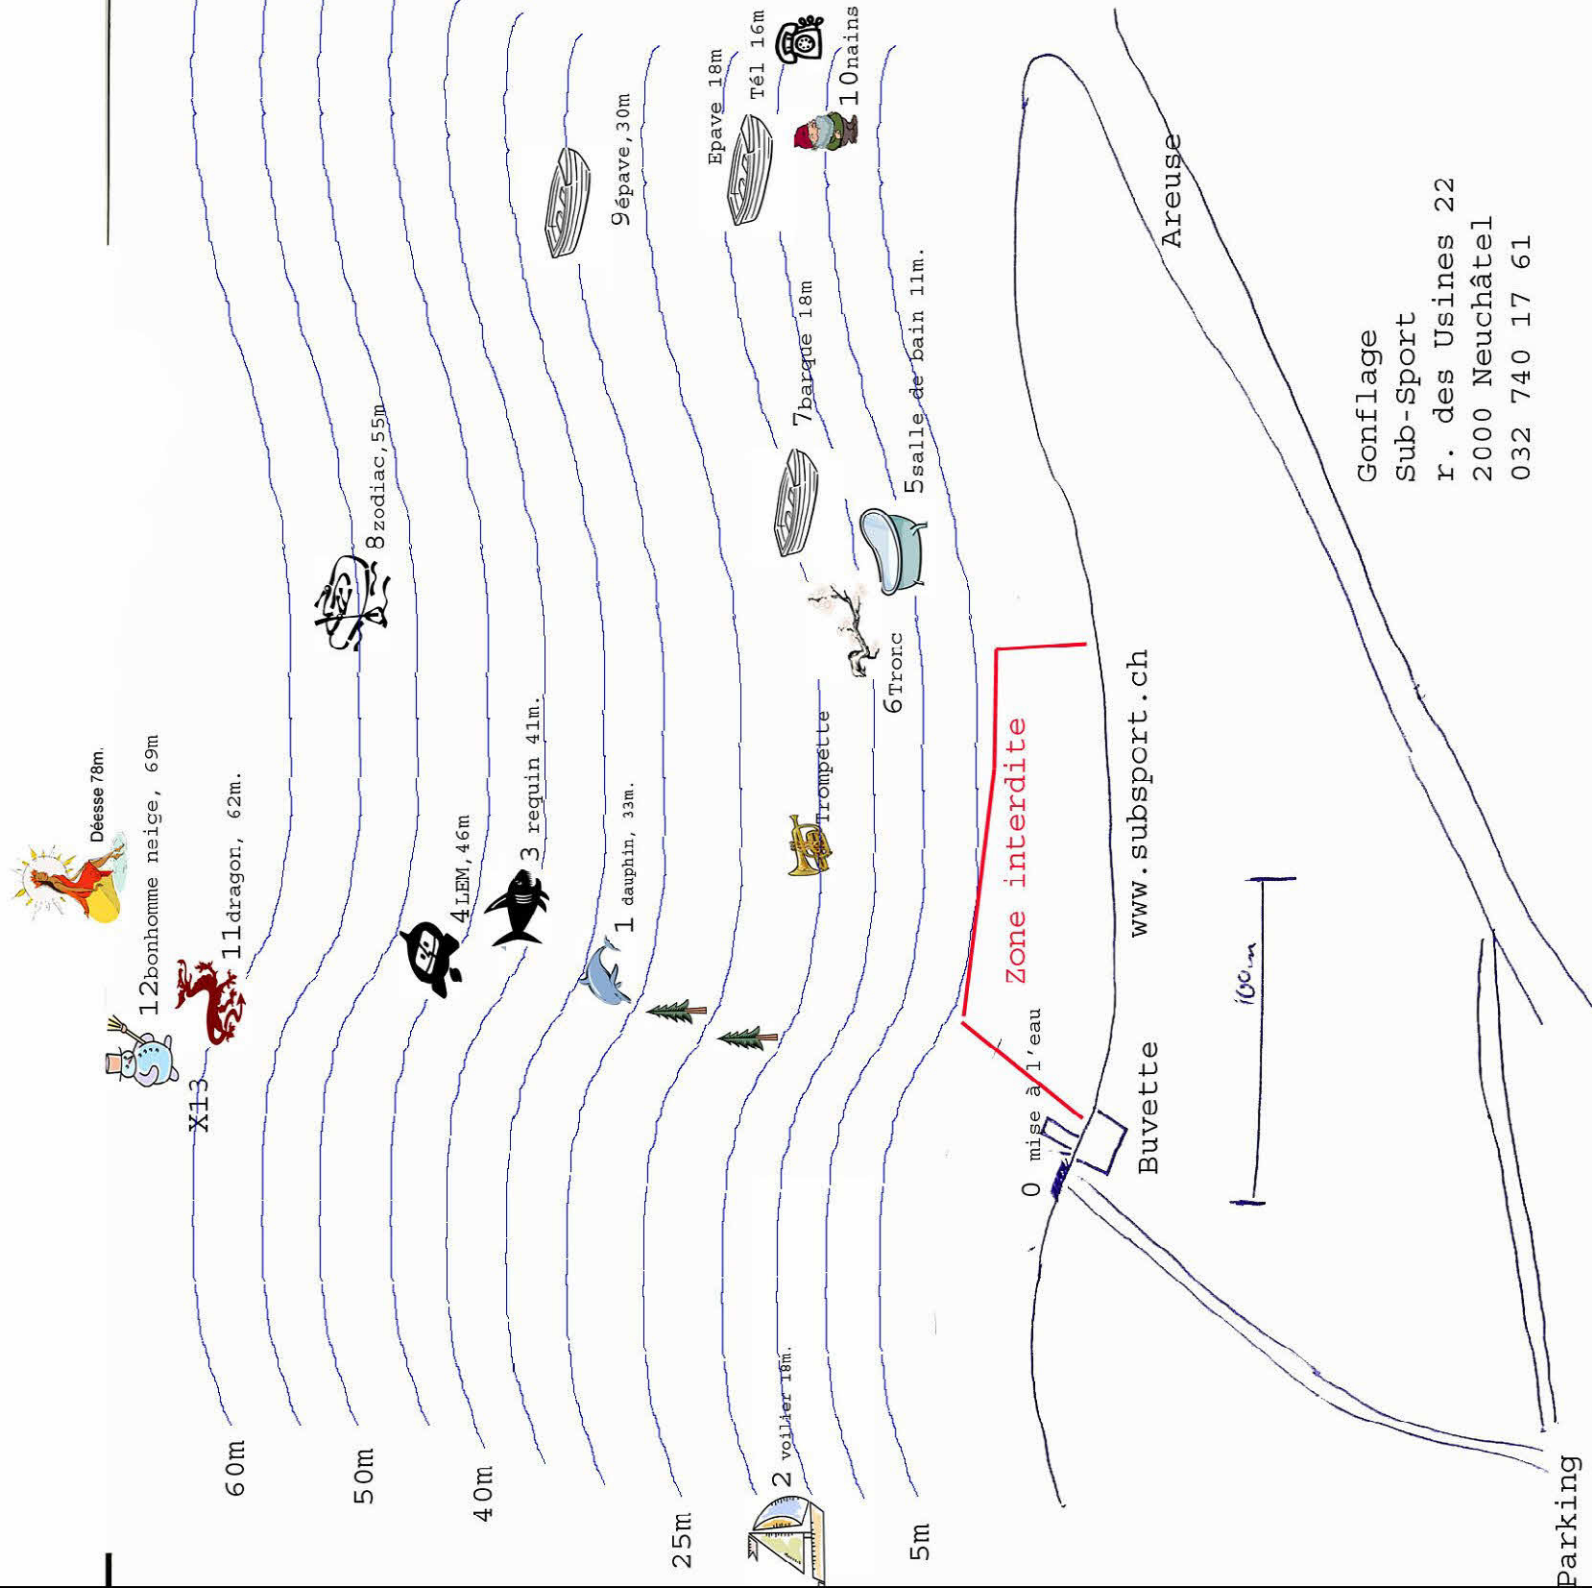 Déesse 78m.
12bonhomme neige, 69m
X13
11dragon, 62m.
60m
8zodiac,55m
50m
4LEM,46m
40m
3 requin 41m.
9épave,30m
1 dauphin, 33m.
25m
Epave 18m
Tél 16m
2 voilier 18m.
7barque 18m
Trompette
10nains
6Tronc
5salle de bain 11m.
5m
Zone interdite
0 mise à l'eau
Buvette
www.subsport.ch
Areuse
100m
Gonflage
Sub-Sport
r. des Usines 22
2000 Neuchâtel
032 740 17 61
Parking